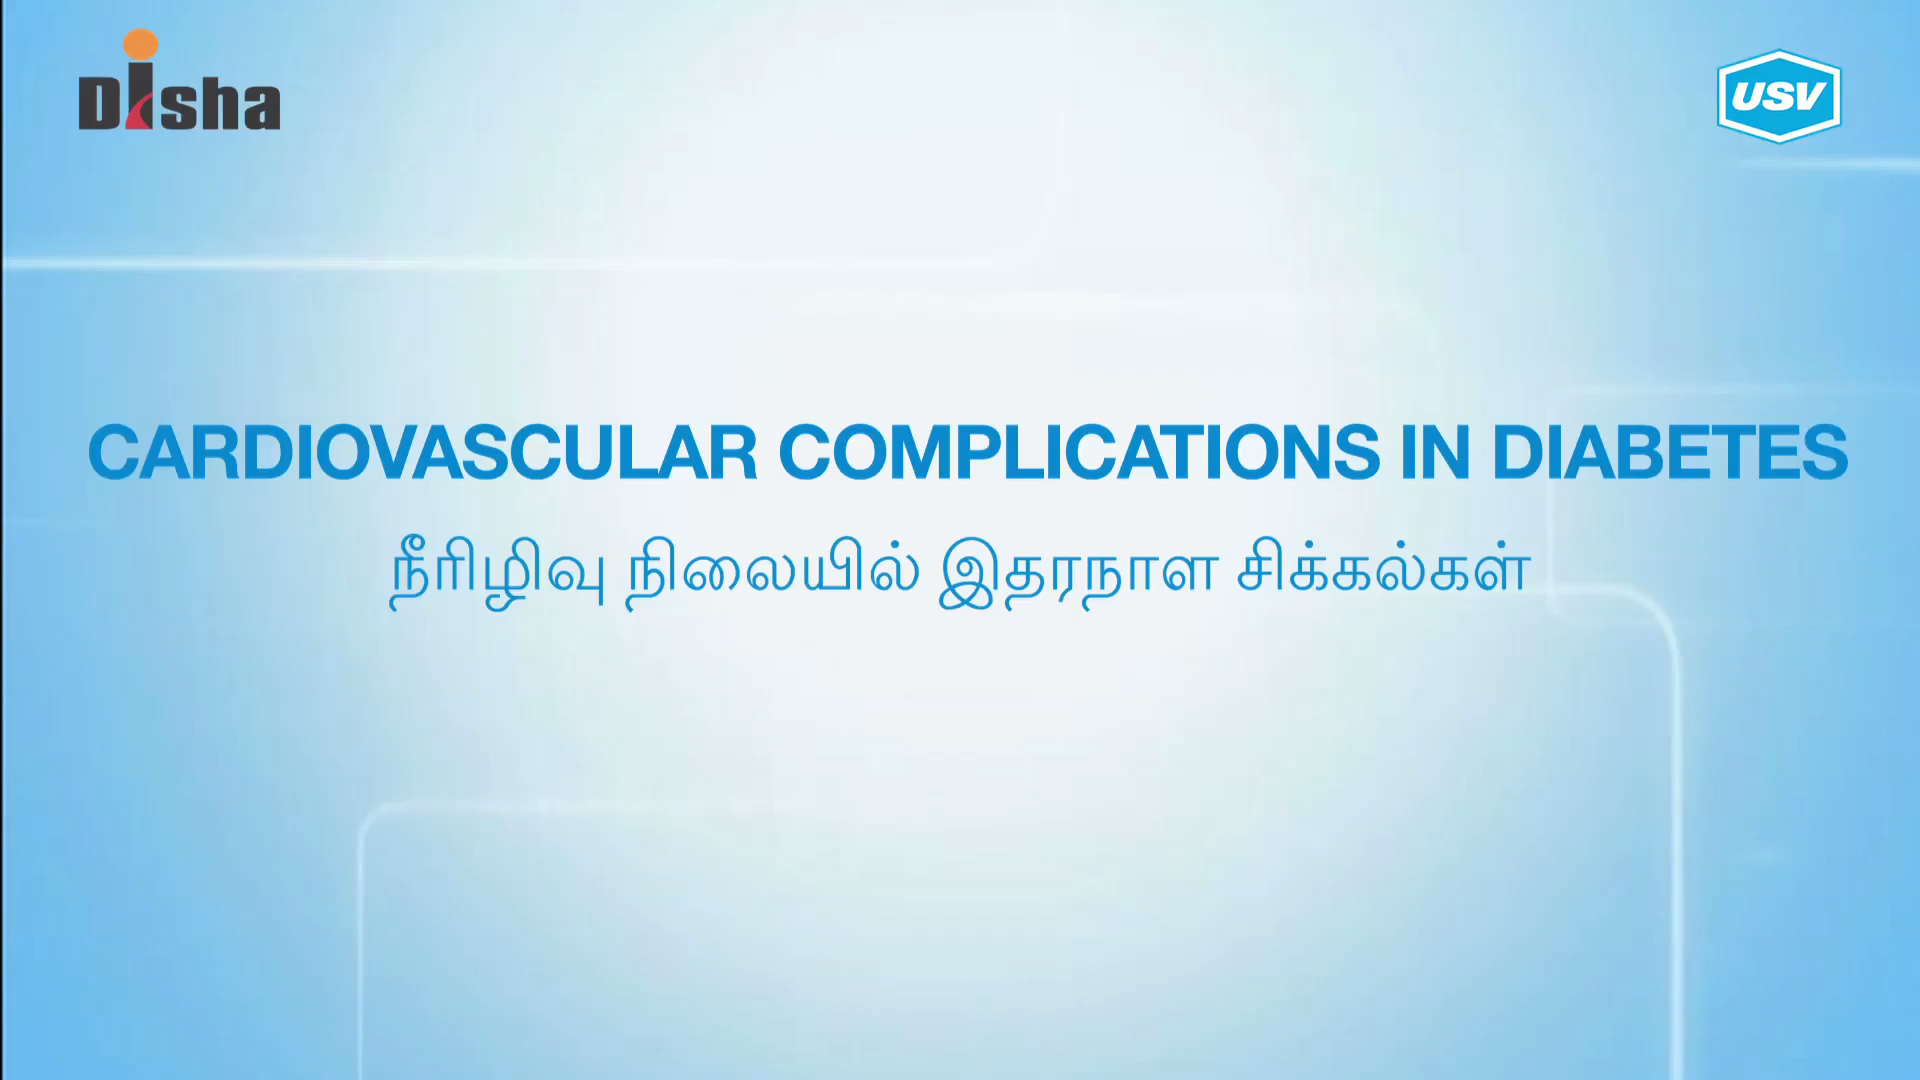 Disha
USV
CARDIOVASCULAR COMPLICATIONS IN DIABETES
நீரிழிவு நிலையில் இதரநாள சிக்கல்கள்